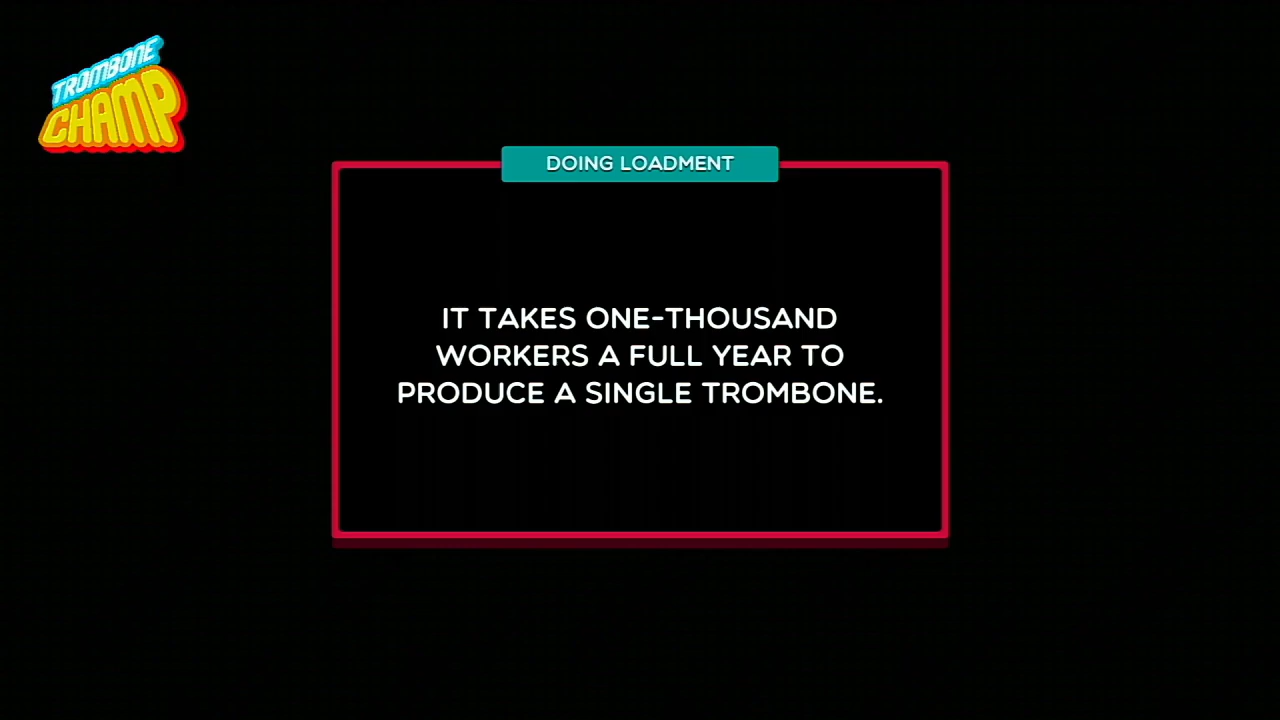 TROMBONE
CHAMP
DOING LOADMENT
IT TAKES ONE-THOUSAND
WORKERS A FULL YEAR TO
PRODUCE A SINGLE TROMBONE.